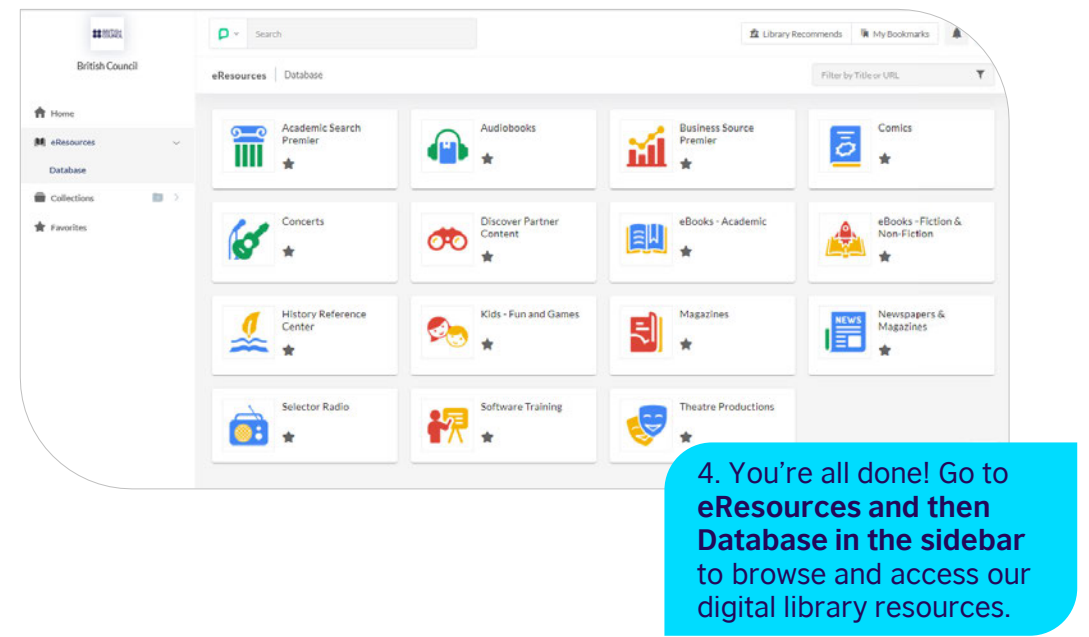 Search
Library Recommends
My Bookmarks
British Council
eResources | Database
Filter by Title or URL
Home
eResources
Database
Collections
Favorites
Academic Search
Premier
Audiobooks
Business Source
Premier
Comics
Concerts
Discover Partner
Content
eBooks - Academic
eBooks - Fiction &
Non-Fiction
History Reference
Center
Kids - Fun and Games
Magazines
NEWS
Newspapers &
Magazines
Selector Radio
Software Training
Theatre Productions
4. You’re all done! Go to
eResources and then
Database in the sidebar
to browse and access our
digital library resources.